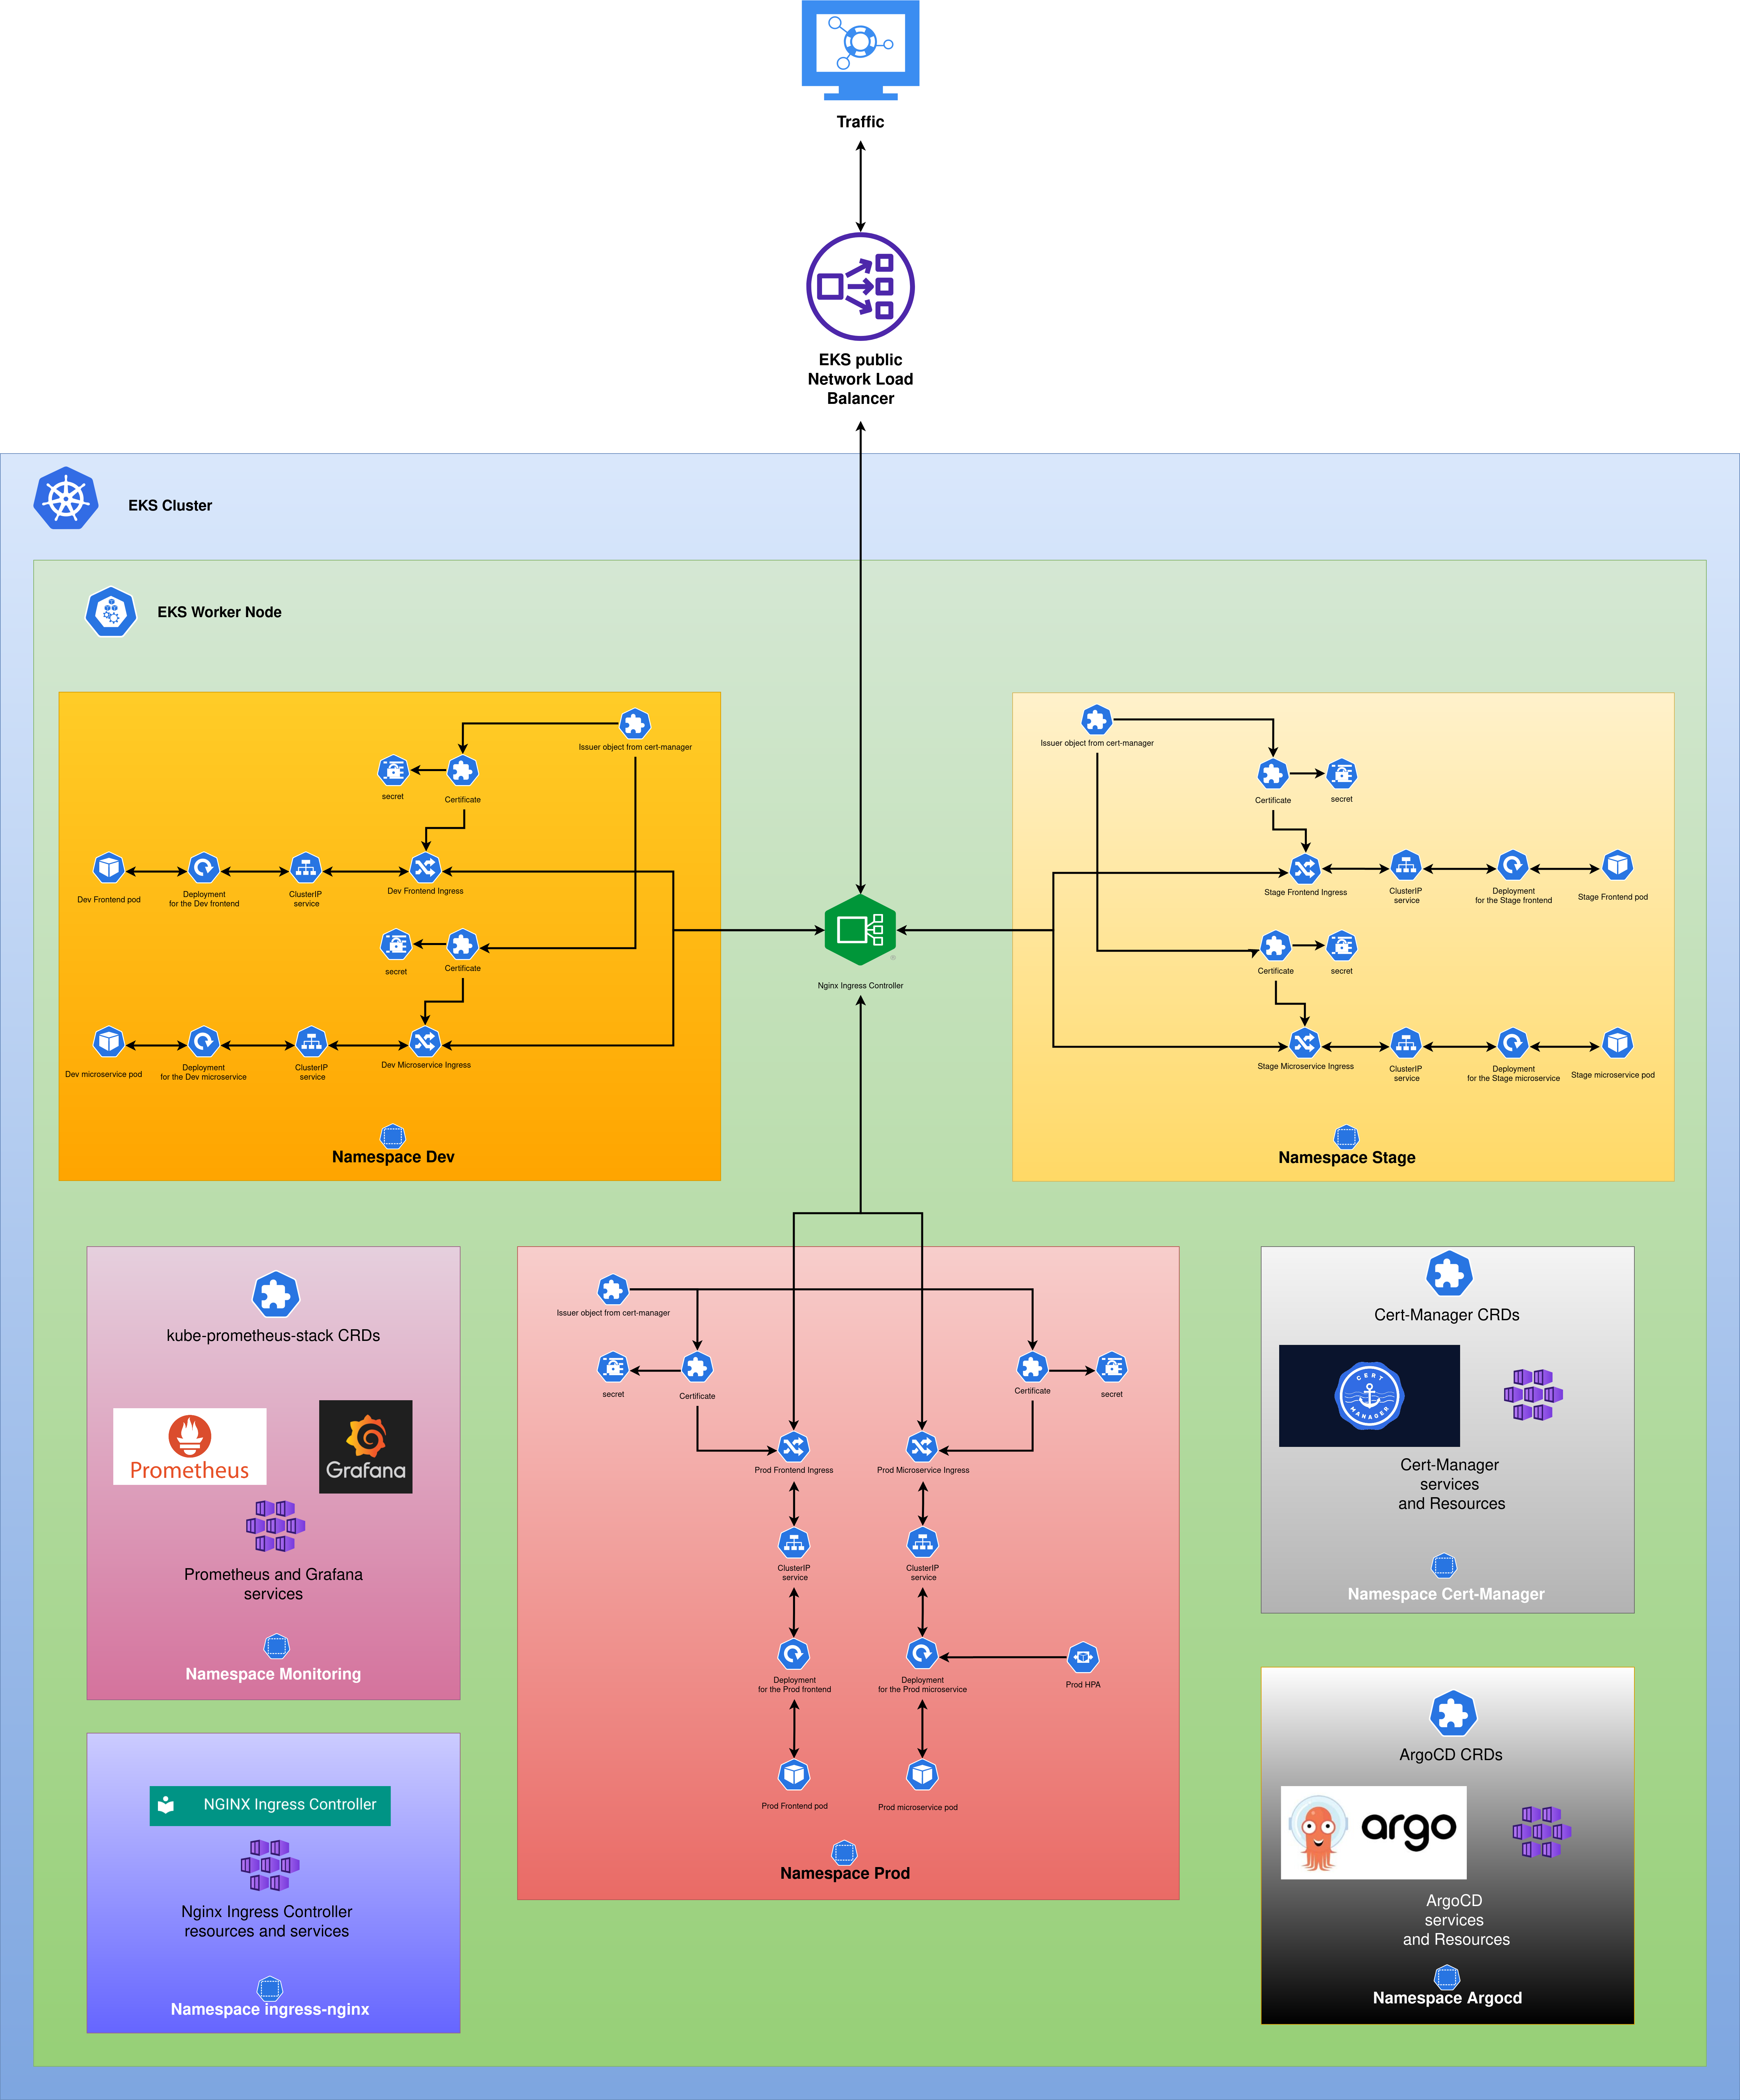 Traffic
EKS public
Network Load
Balancer
EKS Cluster
EKS Worker Node
Issuer object from cert-manager
secret
Certificate
Dev Frontend pod
Deployment
for the Dev frontend
ClusterIP
service
Dev Frontend Ingress
secret
Certificate
Dev microservice pod
Deployment
for the Dev microservice
ClusterIP
service
Dev Microservice Ingress
Namespace Dev
Nginx Ingress Controller
Issuer object from cert-manager
Certificate
secret
Stage Frontend Ingress
ClusterIP
service
Deployment
for the Stage frontend
Stage Frontend pod
Certificate
secret
Stage Microservice Ingress
ClusterIP
service
Deployment
for the Stage microservice
Stage microservice pod
Namespace Stage
kube-prometheus-stack CRDs
Prometheus
Grafana
Prometheus and Grafana
services
Namespace Monitoring
Issuer object from cert-manager
secret
Certificate
Certificate
secret
Prod Frontend Ingress
Prod Microservice Ingress
ClusterIP
service
ClusterIP
service
Deployment
for the Prod frontend
Deployment
for the Prod microservice
Prod HPA
Prod Frontend pod
Prod microservice pod
Namespace Prod
Cert-Manager CRDs
CERT
MANAGER
Cert-Manager
services
and Resources
Namespace Cert-Manager
NGINX Ingress Controller
Nginx Ingress Controller
resources and services
Namespace ingress-nginx
ArgoCD CRDs
argo
ArgoCD
services
and Resources
Namespace Argocd